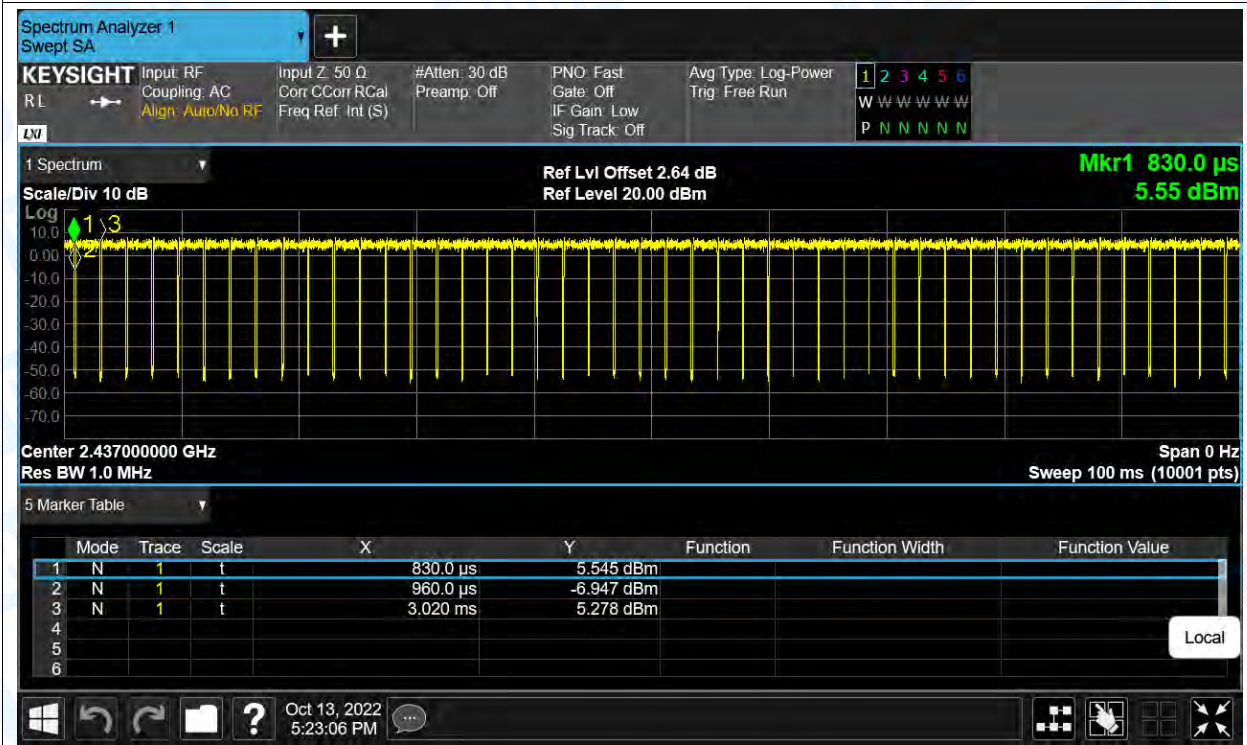 Spectrum Analyzer 1
Swept SA
+
KEYSIGHT Input: RF Input Z: 50 Ω #Atten: 30 dB PNO: Fast Avg Type: Log-Power 1 2 3 4 5 6
R L Coupling: AC Corr CCorr RCal Preamp: Off Gate: Off Trig: Free Run W W W W W W
Align: Auto/No RF Freq Ref: Int (S) IF Gain: Low
LXI Sig Track: Off P N N N N N
1 Spectrum Ref Lvl Offset 2.64 dB Mkr1 830.0 µs
Scale/Div 10 dB Ref Level 20.00 dBm 5.55 dBm
Log
1 3
10.0
2
0.00
-10.0
-20.0
-30.0
-40.0
-50.0
-60.0
-70.0
Center 2.437000000 GHz Span 0 Hz
Res BW 1.0 MHz Sweep 100 ms (10001 pts)
5 Marker Table
Mode Trace Scale X Y Function Function Width Function Value
1 N 1 t 830.0 µs 5.545 dBm
2 N 1 t 960.0 µs -6.947 dBm
3 N 1 t 3.020 ms 5.278 dBm
4
5
6
Local
? Oct 13, 2022
5:23:06 PM